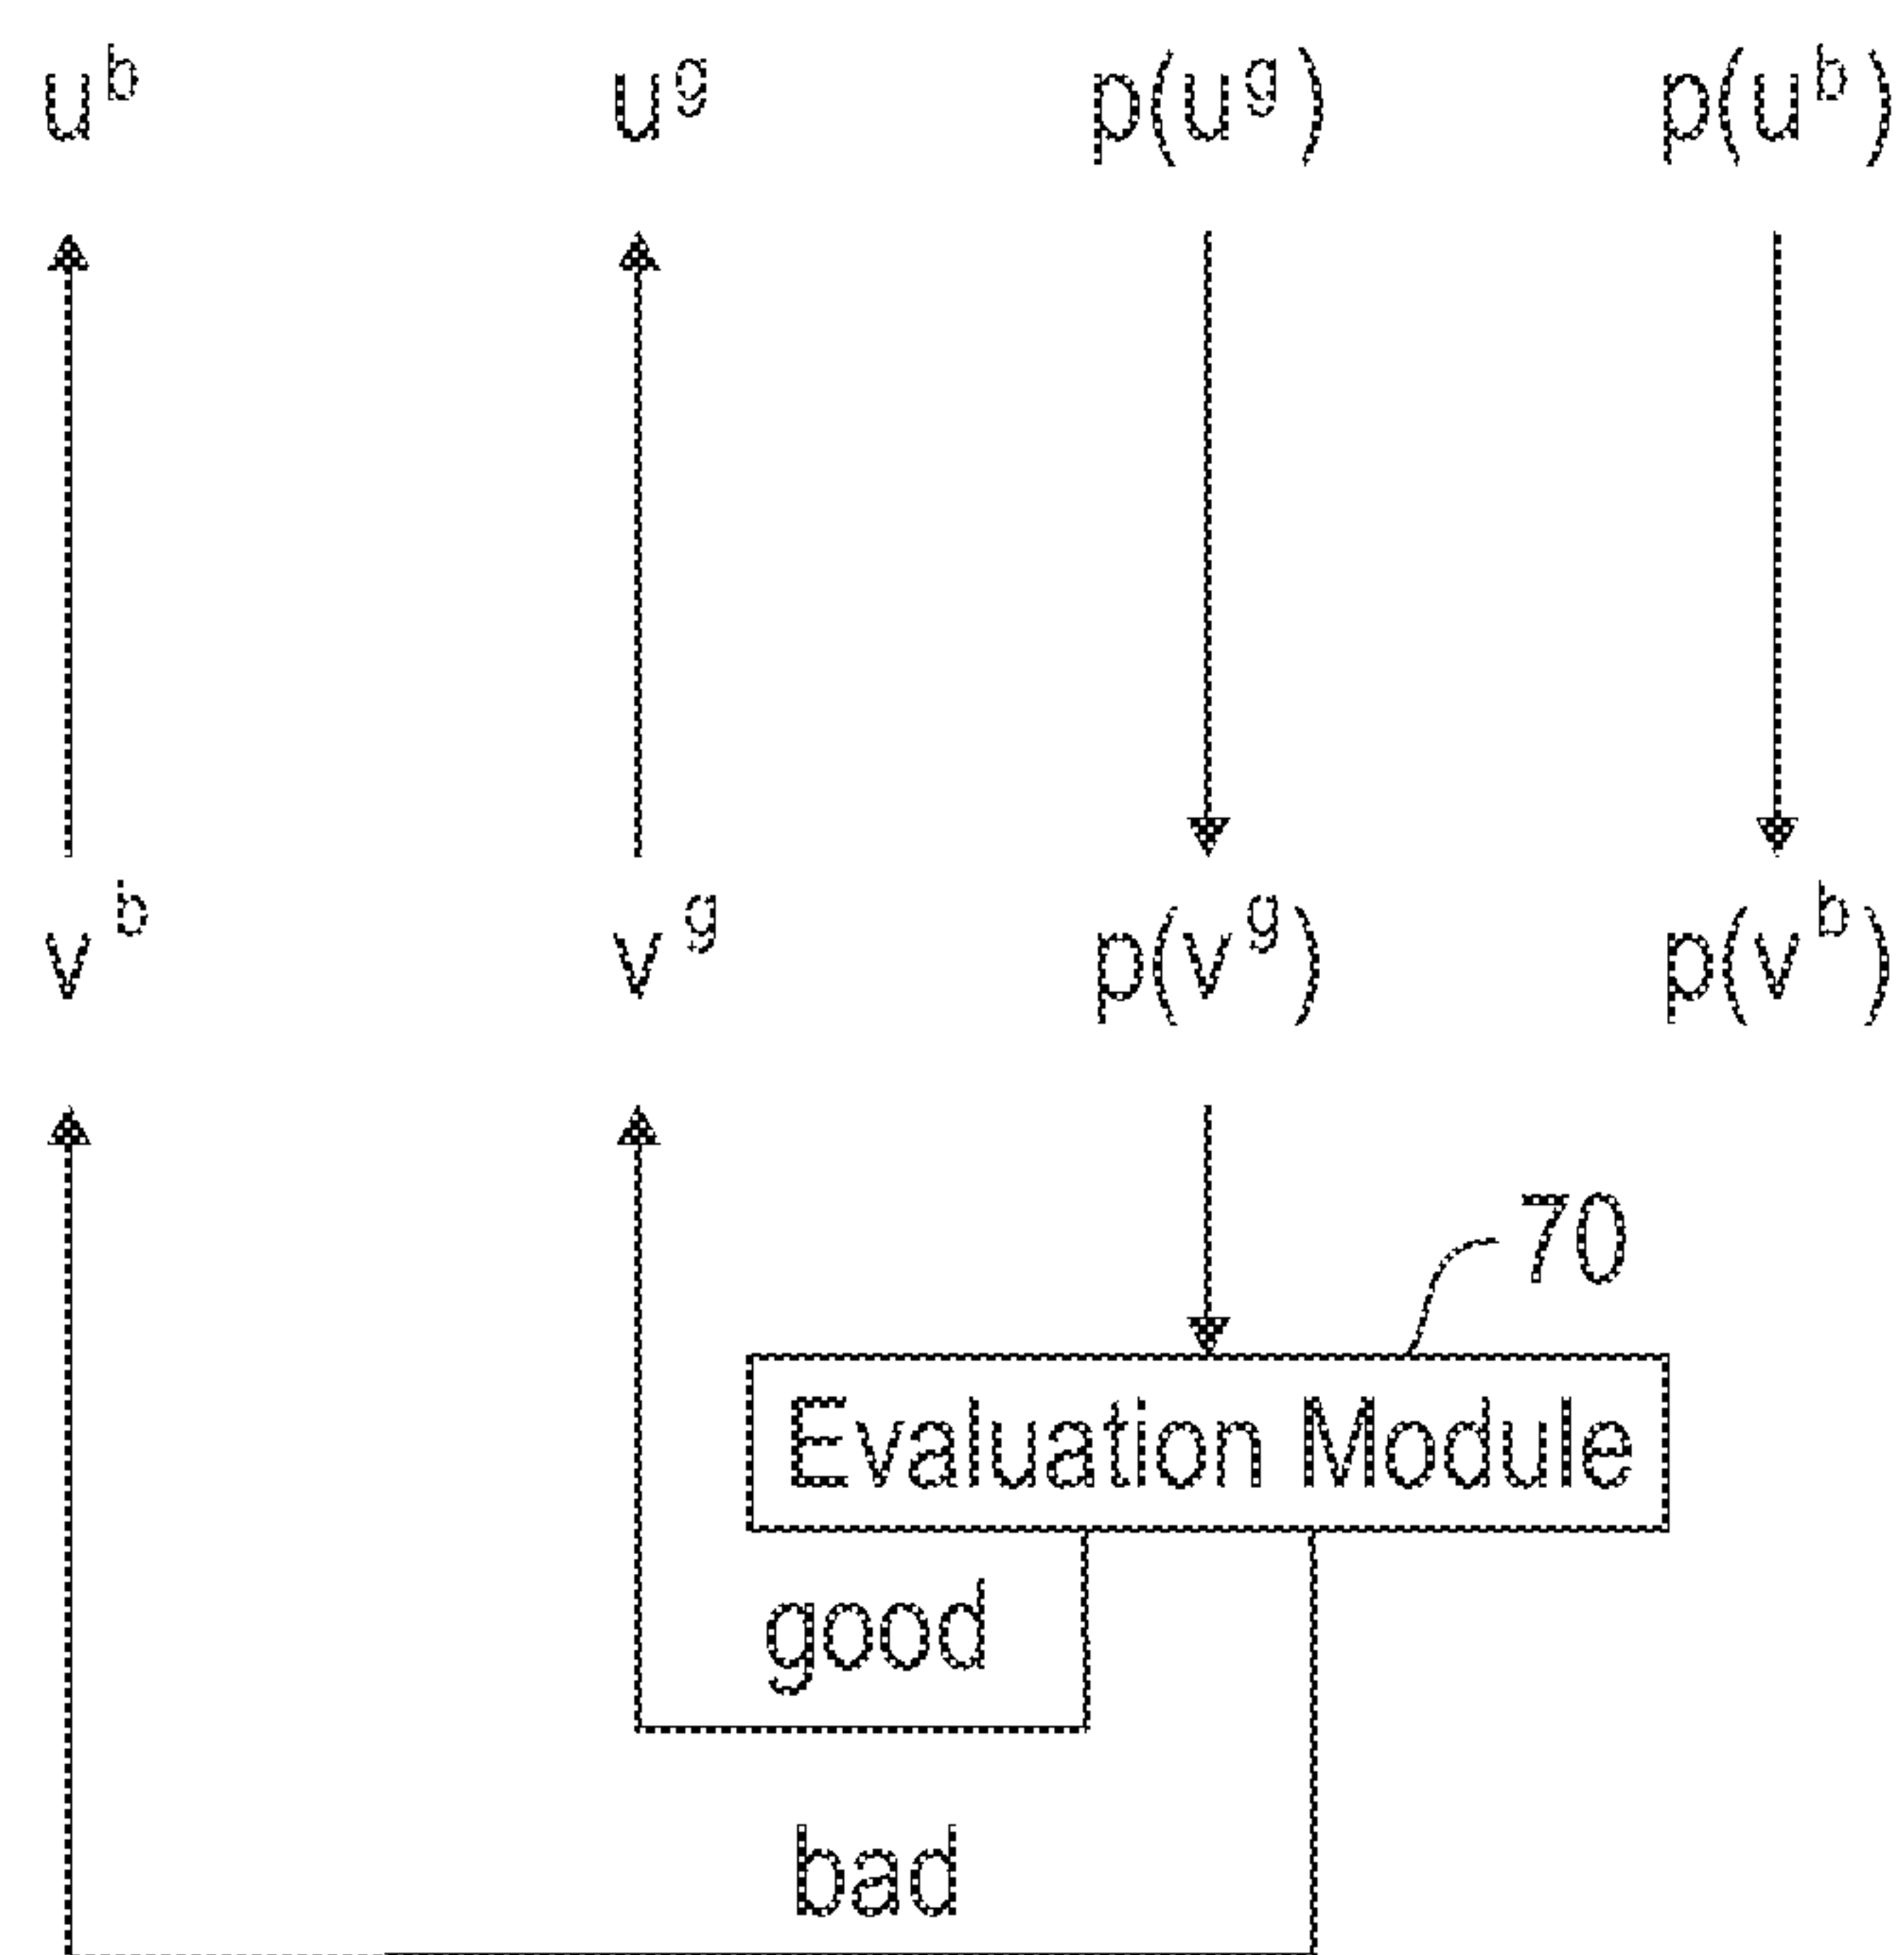 u^b u^g p(u^g) p(u^b)
v^b v^g p(v^g) p(v^b)
70
Evaluation Module
good
bad